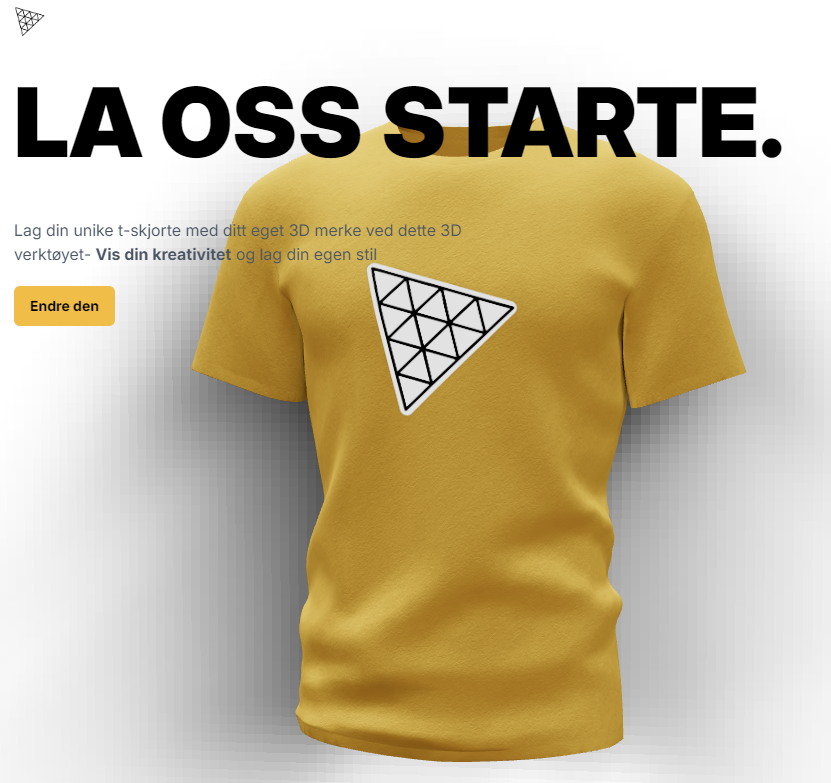 LA OSS STARTE.
Lag din unike t-skjorte med ditt eget 3D merke ved dette 3D
verktøyet- Vis din kreativitet og lag din egen stil
Endre den